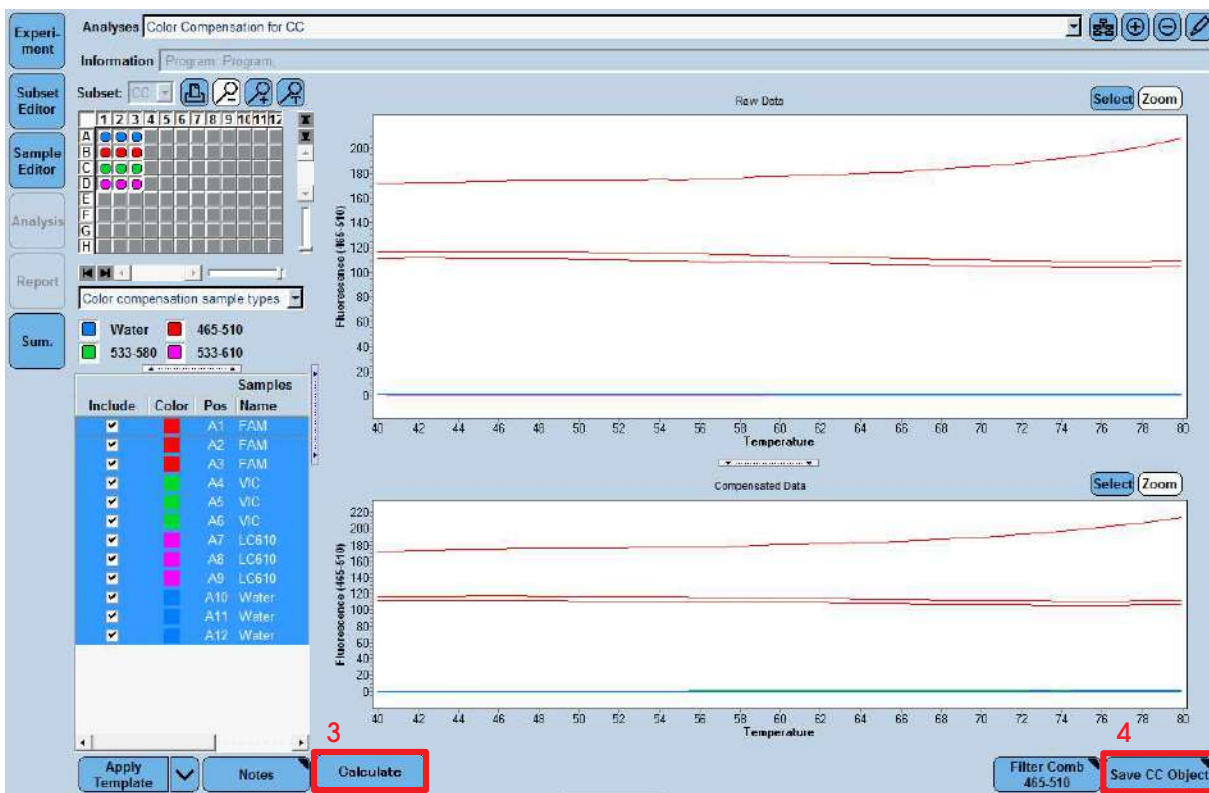 Experi-
ment
Analyses Color Compensation for CC
Information Program: Program;
Subset
Editor
Subset: CC
Sample
Editor
Analysis
Report
Sum.
1 2 3 4 5 6 7 8 9 10 11 12
A
B
C
D
E
F
G
H
Color compensation sample types
Water 465-510
533-580 533-610
Samples
Include Color Pos Name
A1 FAM
A2 FAM
A3 FAM
A4 VIC
A5 VIC
A6 VIC
A7 LC610
A8 LC610
A9 LC610
A10 Water
A11 Water
A12 Water
Raw Data
Select Zoom
Fluorescence (465-510)
200
180
160
140
120
100
80
60
40
20
0
40 42 44 46 48 50 52 54 56 58 60 62 64 66 68 70 72 74 76 78 80
Temperature
Compensated Data
Select Zoom
Fluorescence (465-510)
220
200
180
160
140
120
100
80
60
40
20
0
40 42 44 46 48 50 52 54 56 58 60 62 64 66 68 70 72 74 76 78 80
Temperature
3
4
Apply
Template
Notes
Calculate
Filter Comb
465-510
Save CC Object